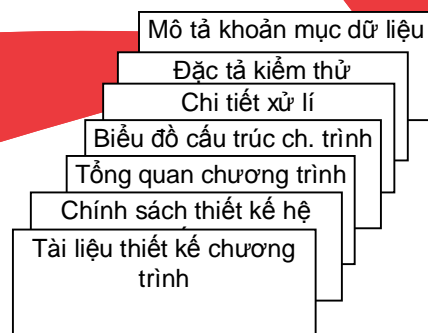 Mô tả khoản mục dữ liệu
Đặc tả kiểm thử
Chi tiết xử lí
Biểu đồ cấu trúc ch. trình
Tổng quan chương trình
Chính sách thiết kế hệ
Tài liệu thiết kế chương
trình